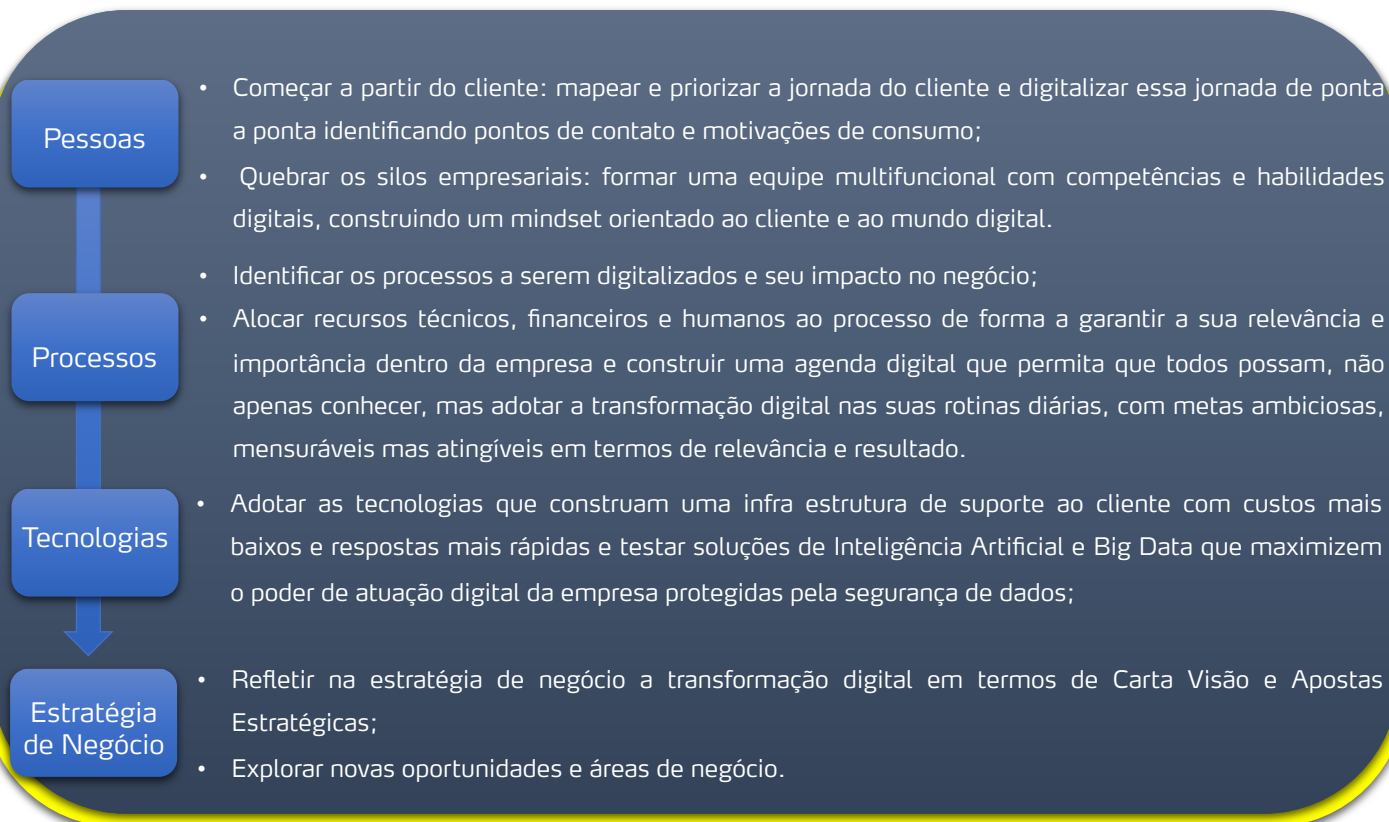 Pessoas
• Começar a partir do cliente: mapear e priorizar a jornada do cliente e digitalizar essa jornada de ponta
a ponta identificando pontos de contato e motivações de consumo;
• Quebrar os silos empresariais: formar uma equipe multifuncional com competências e habilidades
digitais, construindo um mindset orientado ao cliente e ao mundo digital.
Processos
• Identificar os processos a serem digitalizados e seu impacto no negócio;
• Alocar recursos técnicos, financeiros e humanos ao processo de forma a garantir a sua relevância e
importância dentro da empresa e construir uma agenda digital que permita que todos possam, não
apenas conhecer, mas adotar a transformação digital nas suas rotinas diárias, com metas ambiciosas,
mensuráveis mas atingíveis em termos de relevância e resultado.
Tecnologias
• Adotar as tecnologias que construam uma infra estrutura de suporte ao cliente com custos mais
baixos e respostas mais rápidas e testar soluções de Inteligência Artificial e Big Data que maximizem
o poder de atuação digital da empresa protegidas pela segurança de dados;
Estratégia
de Negócio
• Refletir na estratégia de negócio a transformação digital em termos de Carta Visão e Apostas
Estratégicas;
• Explorar novas oportunidades e áreas de negócio.